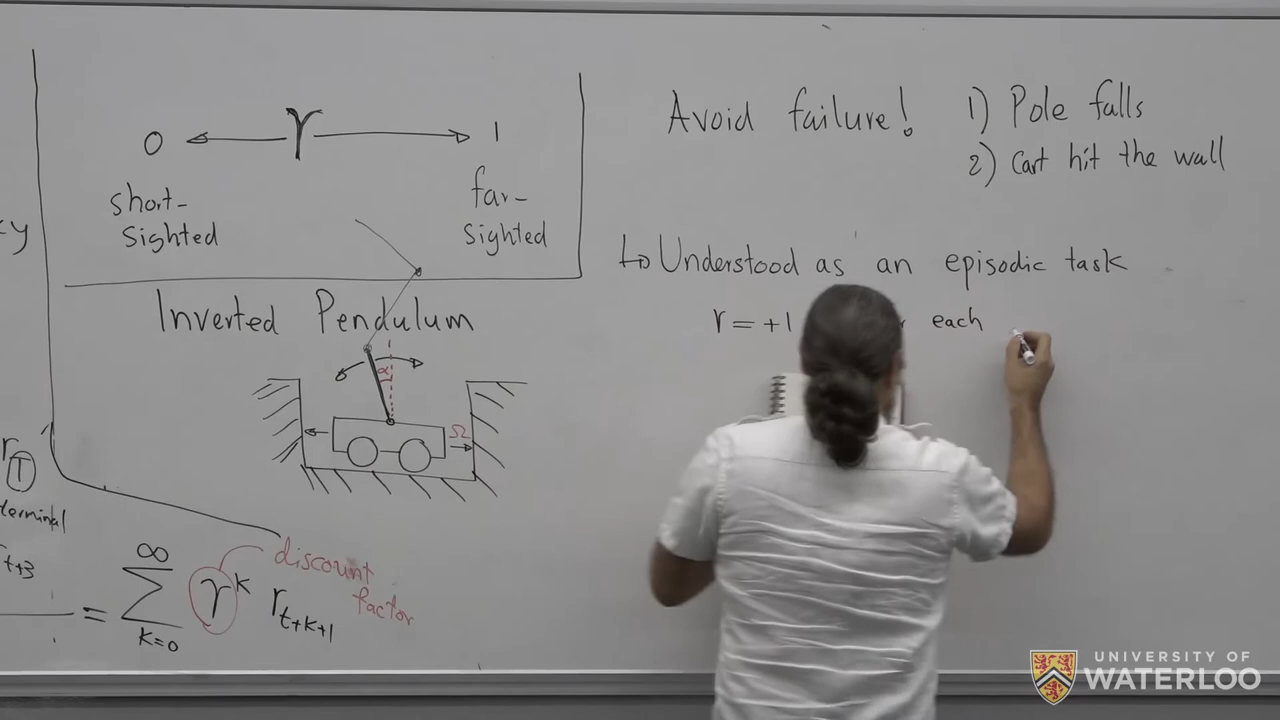 0 γ 1
short-
sighted
far-
sighted
Inverted Pendulum
α
Ω
T
terminal
t+3
= ∞ Σ k=0 γ^k r_{t+k+1}
discount
factor
Avoid failure! 1) Pole falls
2) Cart hit the wall
↳ Understood as an episodic task
r = +1 each
UNIVERSITY OF
WATERLOO